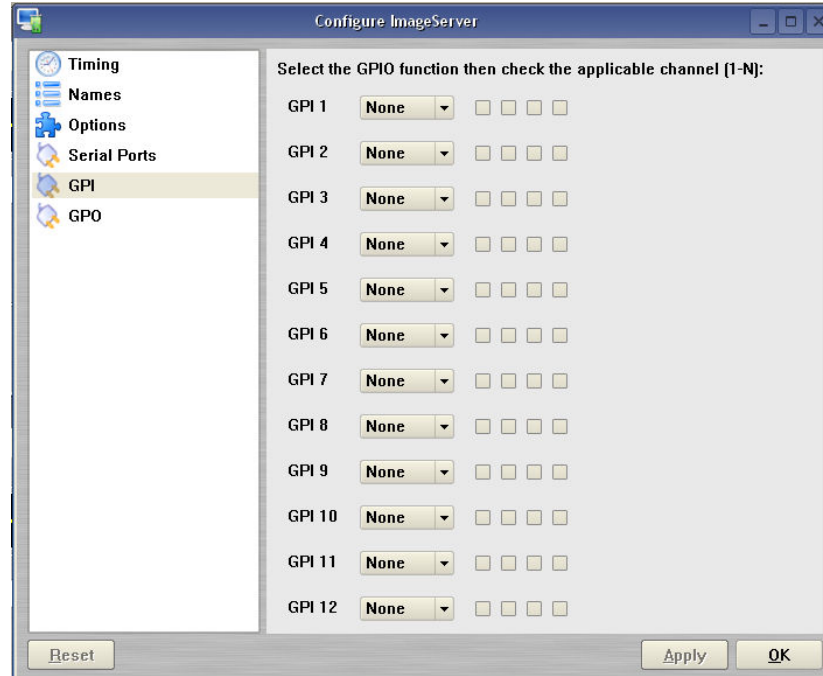 Configure ImageServer
Timing
Names
Options
Serial Ports
GPI
GPO
Select the GPIO function then check the applicable channel (1-N):
GPI 1 None
GPI 2 None
GPI 3 None
GPI 4 None
GPI 5 None
GPI 6 None
GPI 7 None
GPI 8 None
GPI 9 None
GPI 10 None
GPI 11 None
GPI 12 None
Reset
Apply
OK